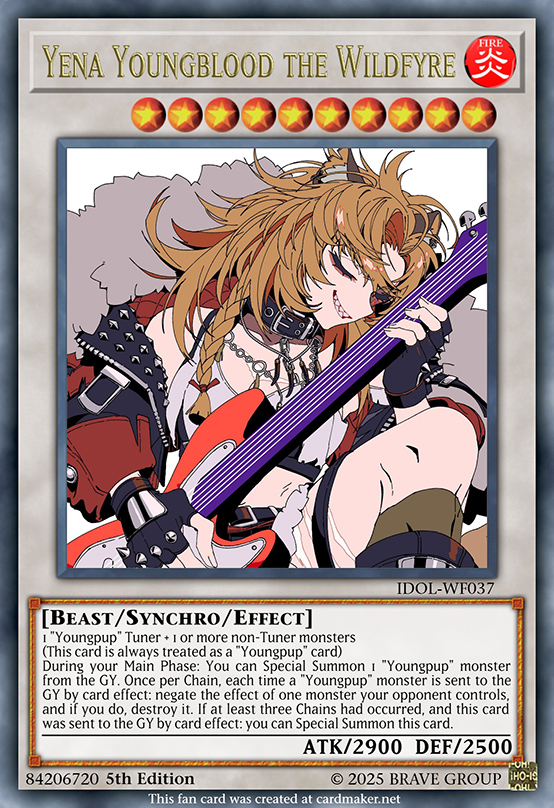 Yena Youngblood the Wildfyre
FIRE
炎
IDOL-WF037
[Beast/Synchro/Effect]
1 "Youngpup" Tuner + 1 or more non-Tuner monsters
(This card is always treated as a "Youngpup" card)
During your Main Phase: You can Special Summon 1 "Youngpup" monster
from the GY. Once per Chain, each time a "Youngpup" monster is sent to the
GY by card effect: negate the effect of one monster your opponent controls,
and if you do, destroy it. If at least three Chains had occurred, and this card
was sent to the GY by card effect: you can Special Summon this card.
ATK/2900 DEF/2500
84206720 5th Edition
© 2025 BRAVE GROUP
This fan card was created at cardmaker.net